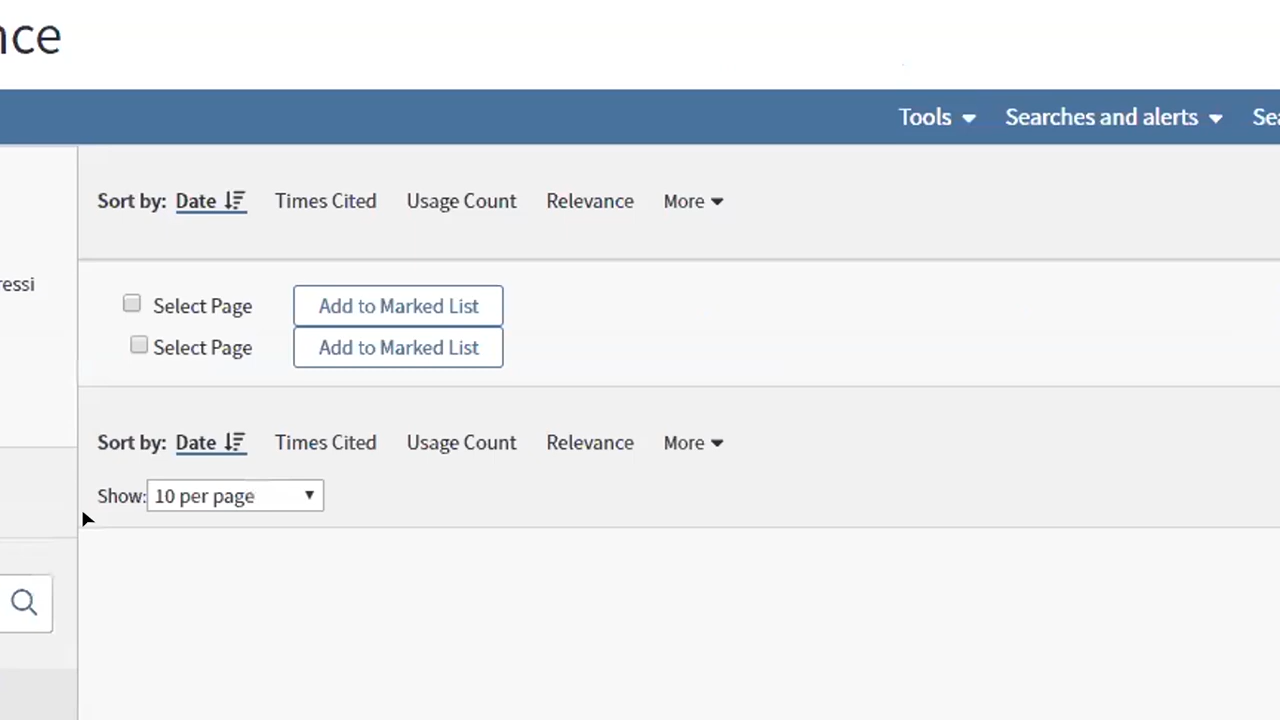 nce
Tools Searches and alerts Sea
Sort by: Date Times Cited Usage Count Relevance More
ressi
Select Page Add to Marked List
Select Page Add to Marked List
Sort by: Date Times Cited Usage Count Relevance More
Show: 10 per page